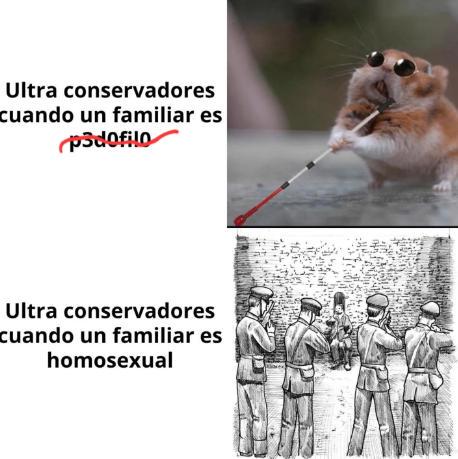 Ultra conservadores
cuando un familiar es
p3d0fil0
Ultra conservadores
cuando un familiar es
homosexual